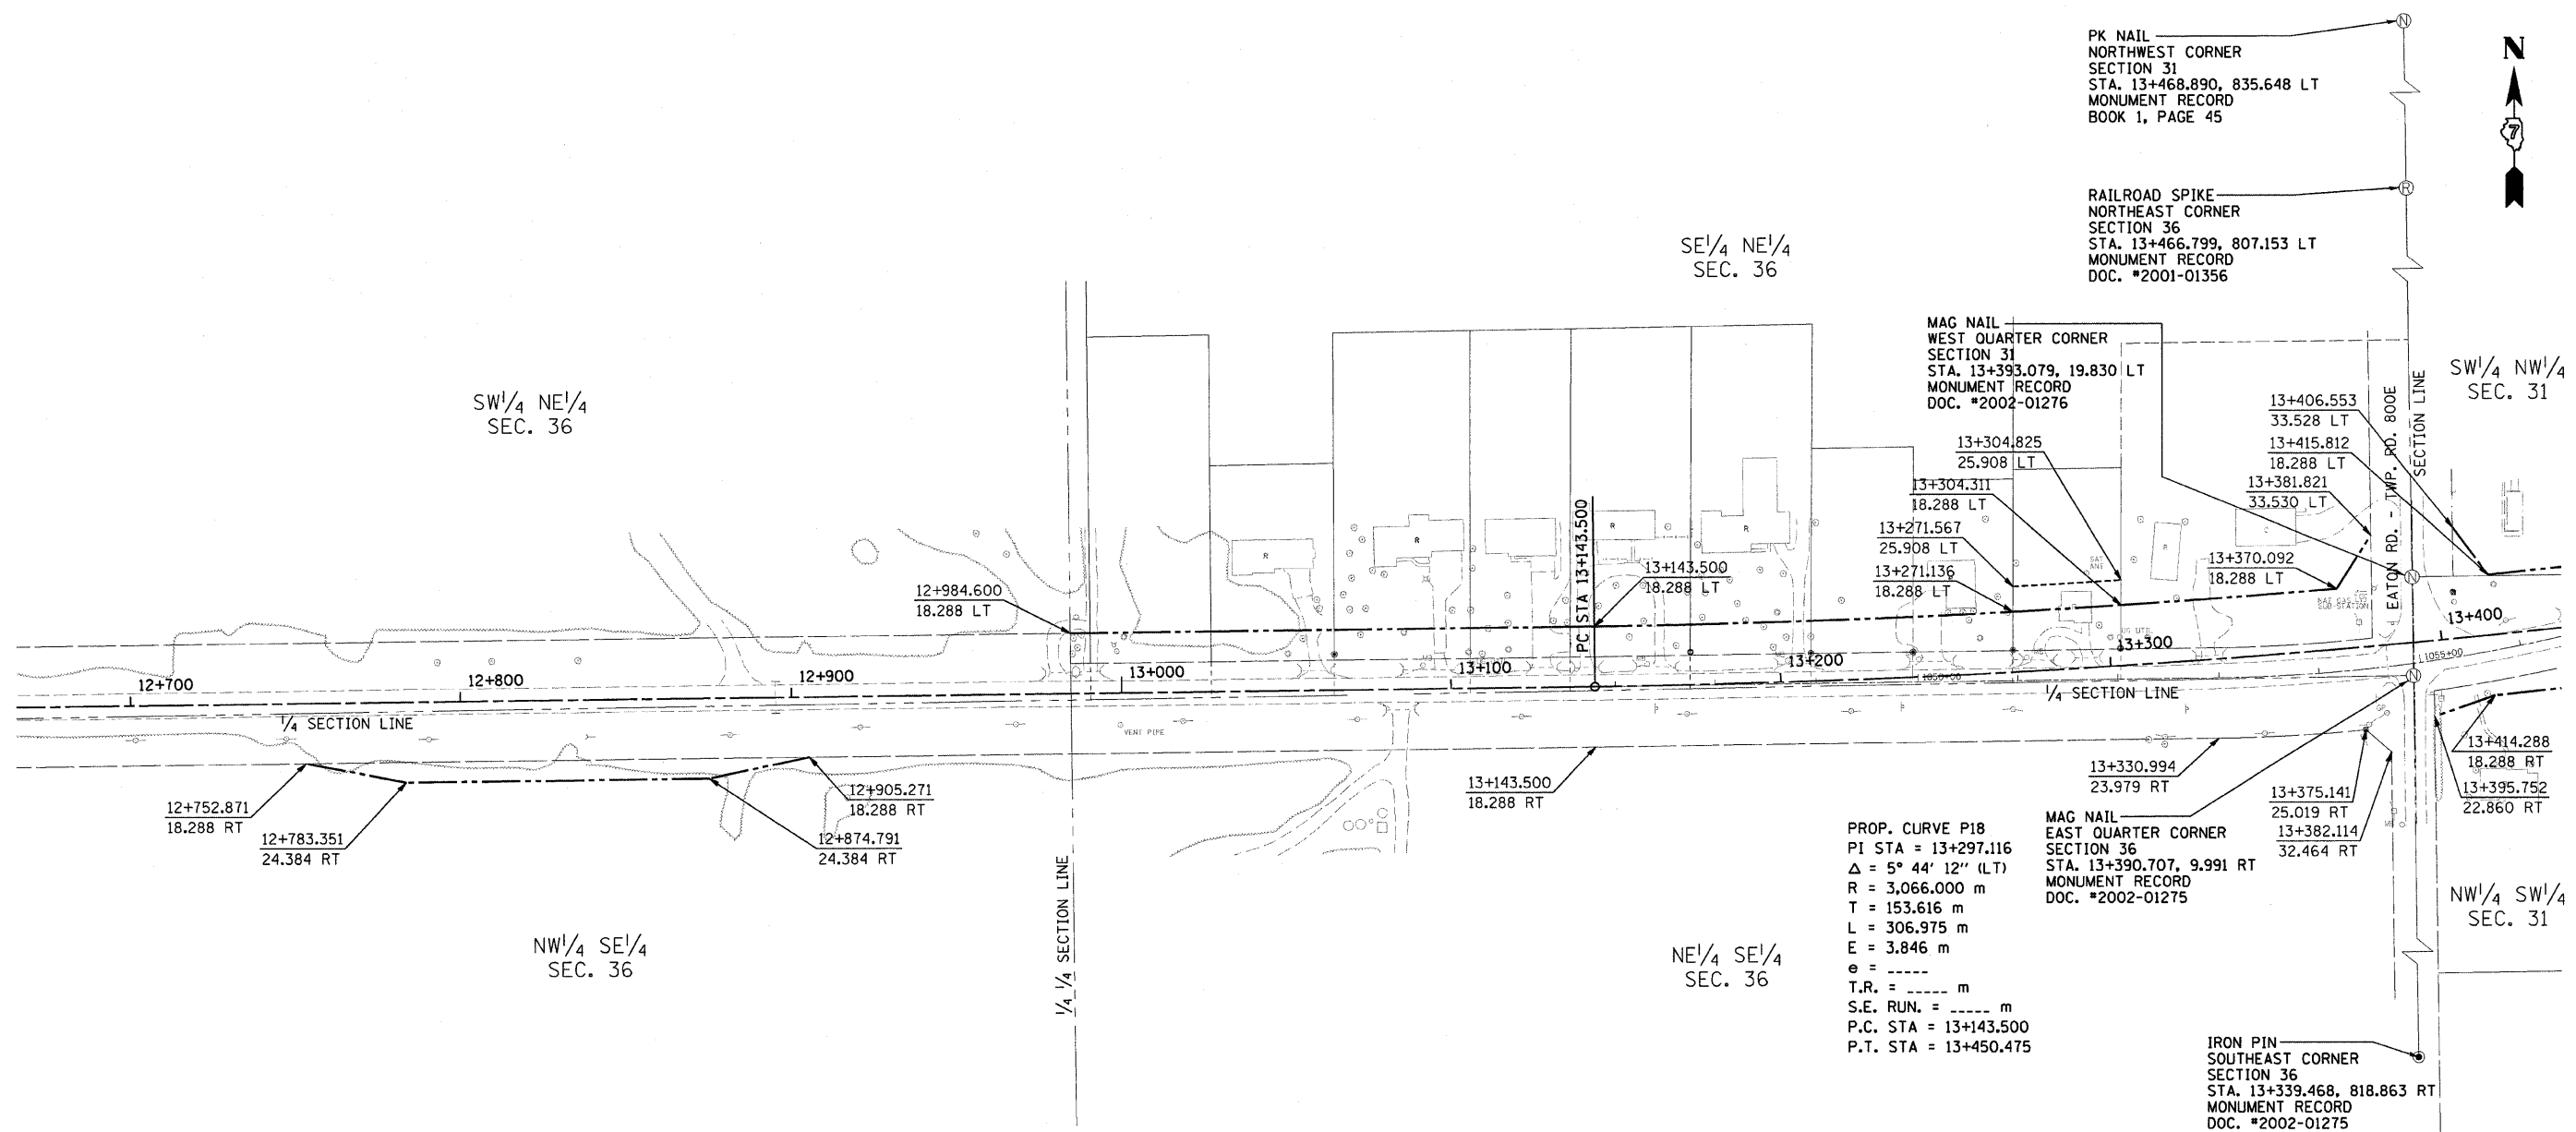 PK NAIL
NORTHWEST CORNER
SECTION 31
STA. 13+468.890, 835.648 LT
MONUMENT RECORD
BOOK 1, PAGE 45
N
7
N
RAILROAD SPIKE
NORTHEAST CORNER
SECTION 36
STA. 13+466.799, 807.153 LT
MONUMENT RECORD
DOC. #2001-01356
R
SE1/4 NE1/4
SEC. 36
MAG NAIL
WEST QUARTER CORNER
SECTION 31
STA. 13+393.079, 19.830 LT
MONUMENT RECORD
DOC. #2002-01276
SW1/4 NW1/4
SEC. 31
SW1/4 NE1/4
SEC. 36
13+406.553
33.528 LT
13+415.812
18.288 LT
13+381.821
33.530 LT
13+370.092
18.288 LT
EATON RD. - TWP. RD. 800E
SECTION LINE
13+304.825
25.908 LT
13+304.311
18.288 LT
13+271.567
25.908 LT
13+271.136
18.288 LT
PC STA 13+143.500
13+143.500
18.288 LT
12+984.600
18.288 LT
R
R
R
R
R
SAT
ANT
NAT GAS
SUB-STATION
N
12+700
12+800
12+900
13+000
13+100
13+200
13+300
13+400
1050+00
1055+00
N
1/4 SECTION LINE
1/4 SECTION LINE
VENT PIPE
12+752.871
18.288 RT
12+783.351
24.384 RT
12+874.791
24.384 RT
12+905.271
18.288 RT
13+143.500
18.288 RT
13+330.994
23.979 RT
13+375.141
25.019 RT
13+382.114
32.464 RT
13+414.288
18.288 RT
13+395.752
22.860 RT
MAG NAIL
EAST QUARTER CORNER
SECTION 36
STA. 13+390.707, 9.991 RT
MONUMENT RECORD
DOC. #2002-01275
PROP. CURVE P18
PI STA = 13+297.116
Δ = 5° 44' 12" (LT)
R = 3,066.000 m
T = 153.616 m
L = 306.975 m
E = 3.846 m
e = -----
T.R. = ----- m
S.E. RUN. = ----- m
P.C. STA = 13+143.500
P.T. STA = 13+450.475
1/4 1/4 SECTION LINE
NW1/4 SE1/4
SEC. 36
NE1/4 SE1/4
SEC. 36
NW1/4 SW1/4
SEC. 31
IRON PIN
SOUTHEAST CORNER
SECTION 36
STA. 13+339.468, 818.863 RT
MONUMENT RECORD
DOC. #2002-01275